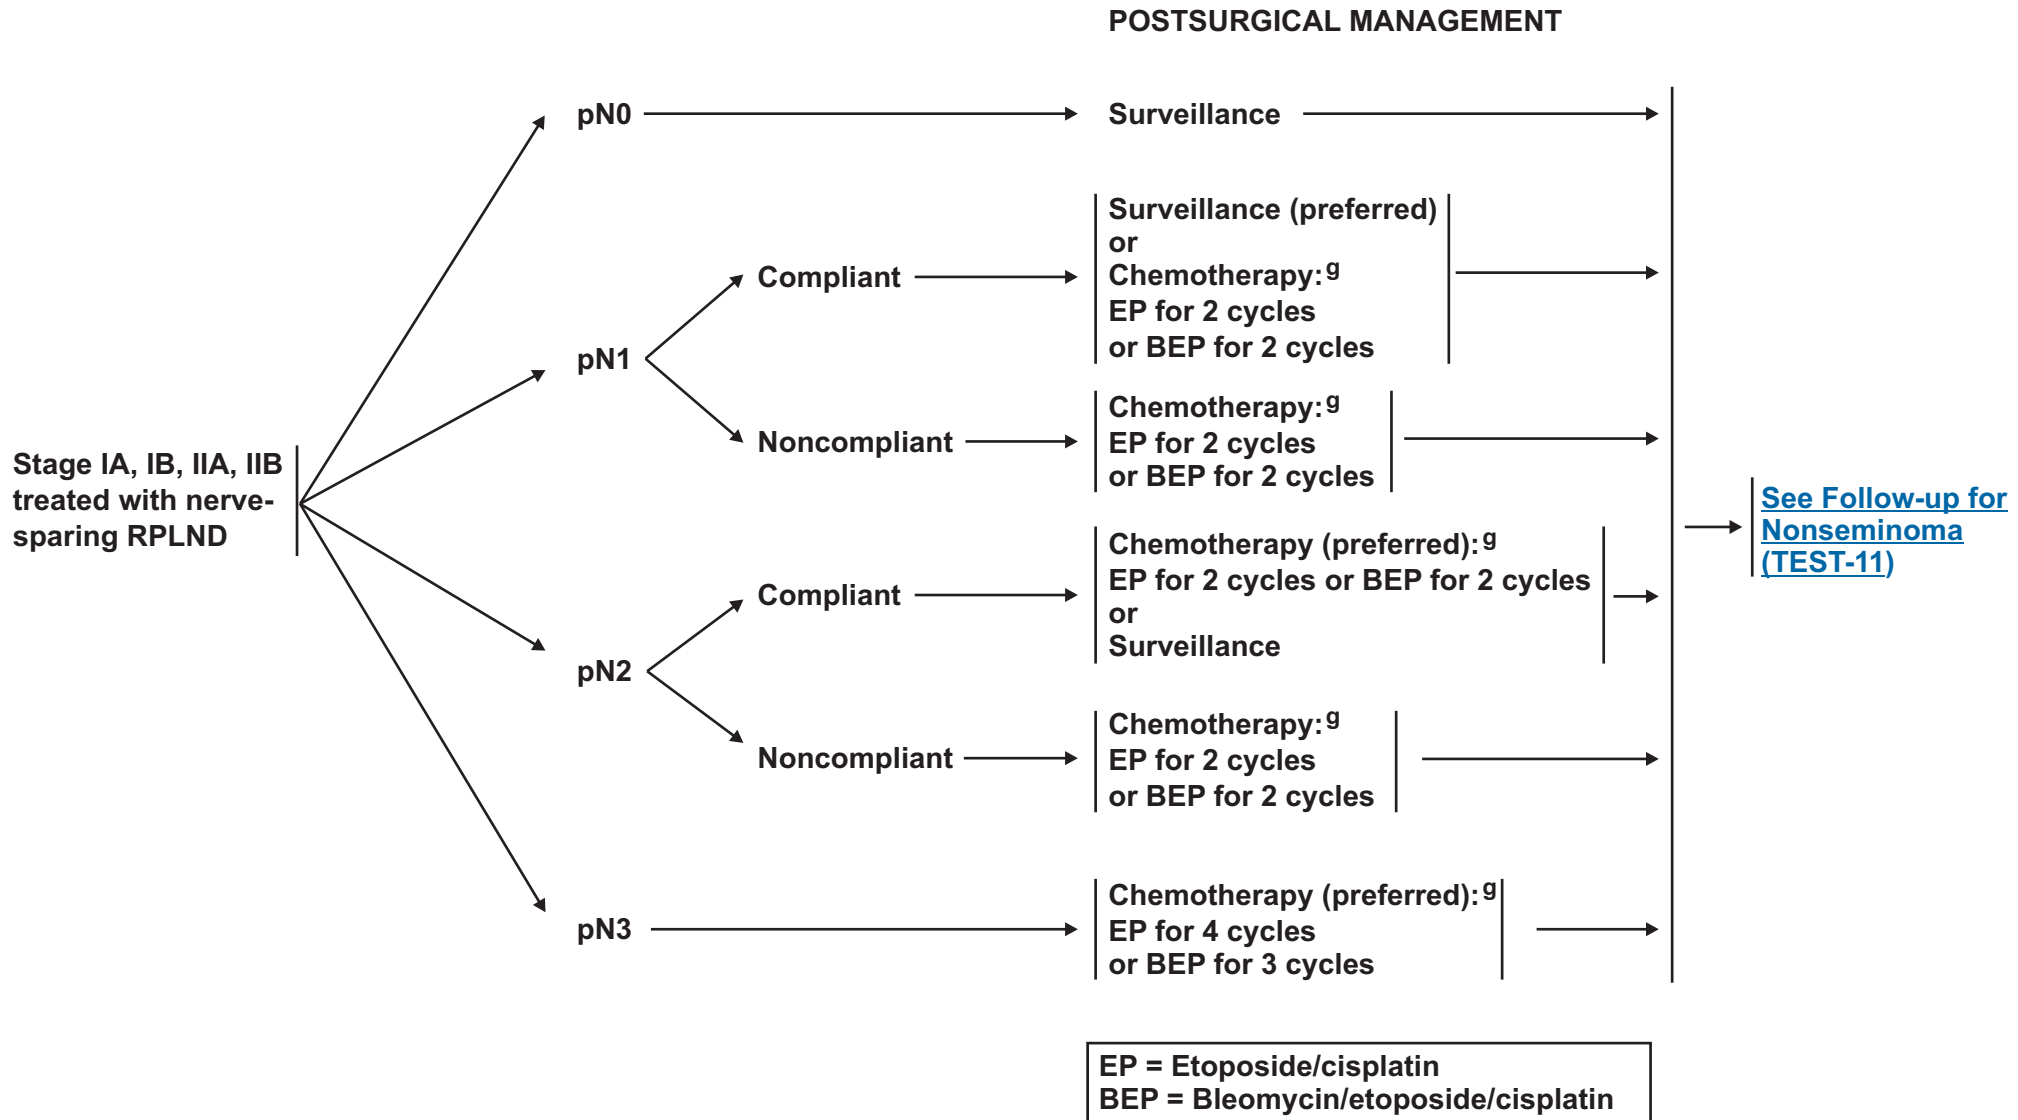 POSTSURGICAL MANAGEMENT
Stage IA, IB, IIA, IIB
treated with nerve-
sparing RPLND
pN0
Surveillance
pN1
Compliant
Surveillance (preferred)
or
Chemotherapy:g
EP for 2 cycles
or BEP for 2 cycles
Noncompliant
Chemotherapy:g
EP for 2 cycles
or BEP for 2 cycles
pN2
Compliant
Chemotherapy (preferred):g
EP for 2 cycles or BEP for 2 cycles
or
Surveillance
Noncompliant
Chemotherapy:g
EP for 2 cycles
or BEP for 2 cycles
pN3
Chemotherapy (preferred):g
EP for 4 cycles
or BEP for 3 cycles
See Follow-up for
Nonseminoma
(TEST-11)
EP = Etoposide/cisplatin
BEP = Bleomycin/etoposide/cisplatin